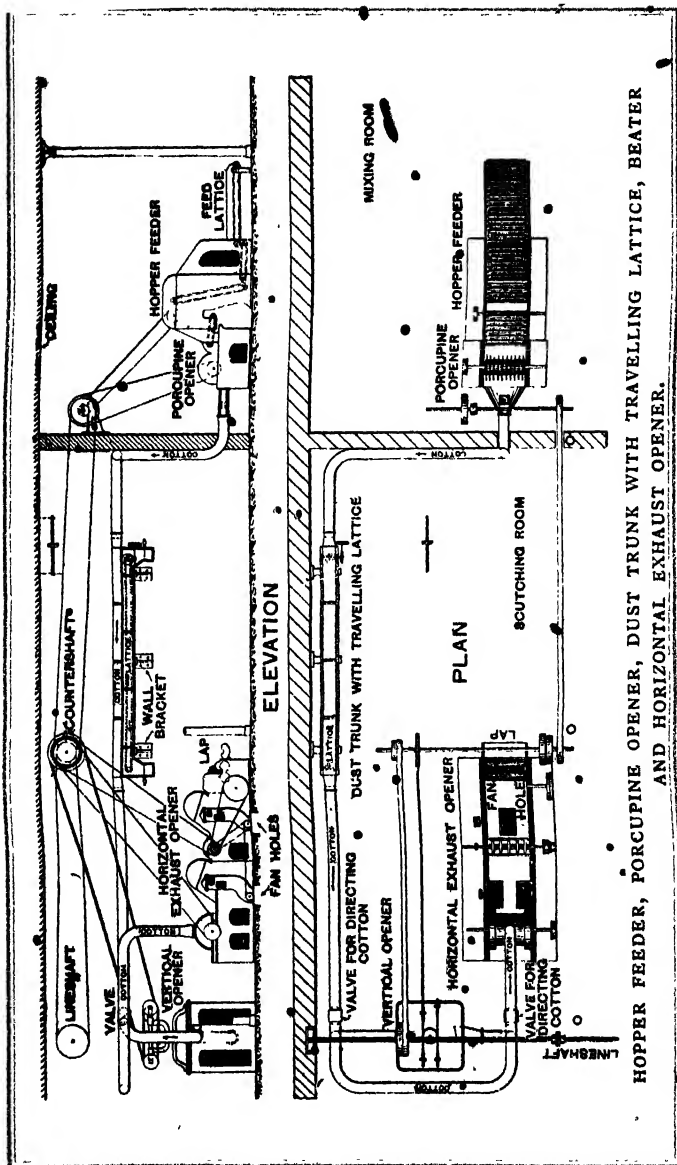 CEILING
LINESHAFT
COUNTERSHAFT
VALVE
COTTON
COTTON
LATTICE
WALL
BRACKET
COTTON
COTTON
VERTICAL
OPENER
HORIZONTAL
EXHAUST OPENER
LAP
FAN HOLES
PORCUPINE
OPENER
HOPPER FEEDER
FEED
LATTICE
ELEVATION
COTTON
LATTICE
COTTON
DUST TRUNK WITH TRAVELLING LATTICE
VALVE FOR DIRECTING
COTTON
VERTICAL OPENER
HORIZONTAL EXHAUST OPENER
FAN
HOLE
LAP
COTTON
COTTON
VALVE FOR
DIRECTING
COTTON
LINESHAFT
PLAN
SCUTCHING ROOM
MIXING ROOM
PORCUPINE
OPENER
HOPPER FEEDER
HOPPER FEEDER, PORCUPINE OPENER, DUST TRUNK WITH TRAVELLING LATTICE, BEATER
AND HORIZONTAL EXHAUST OPENER.